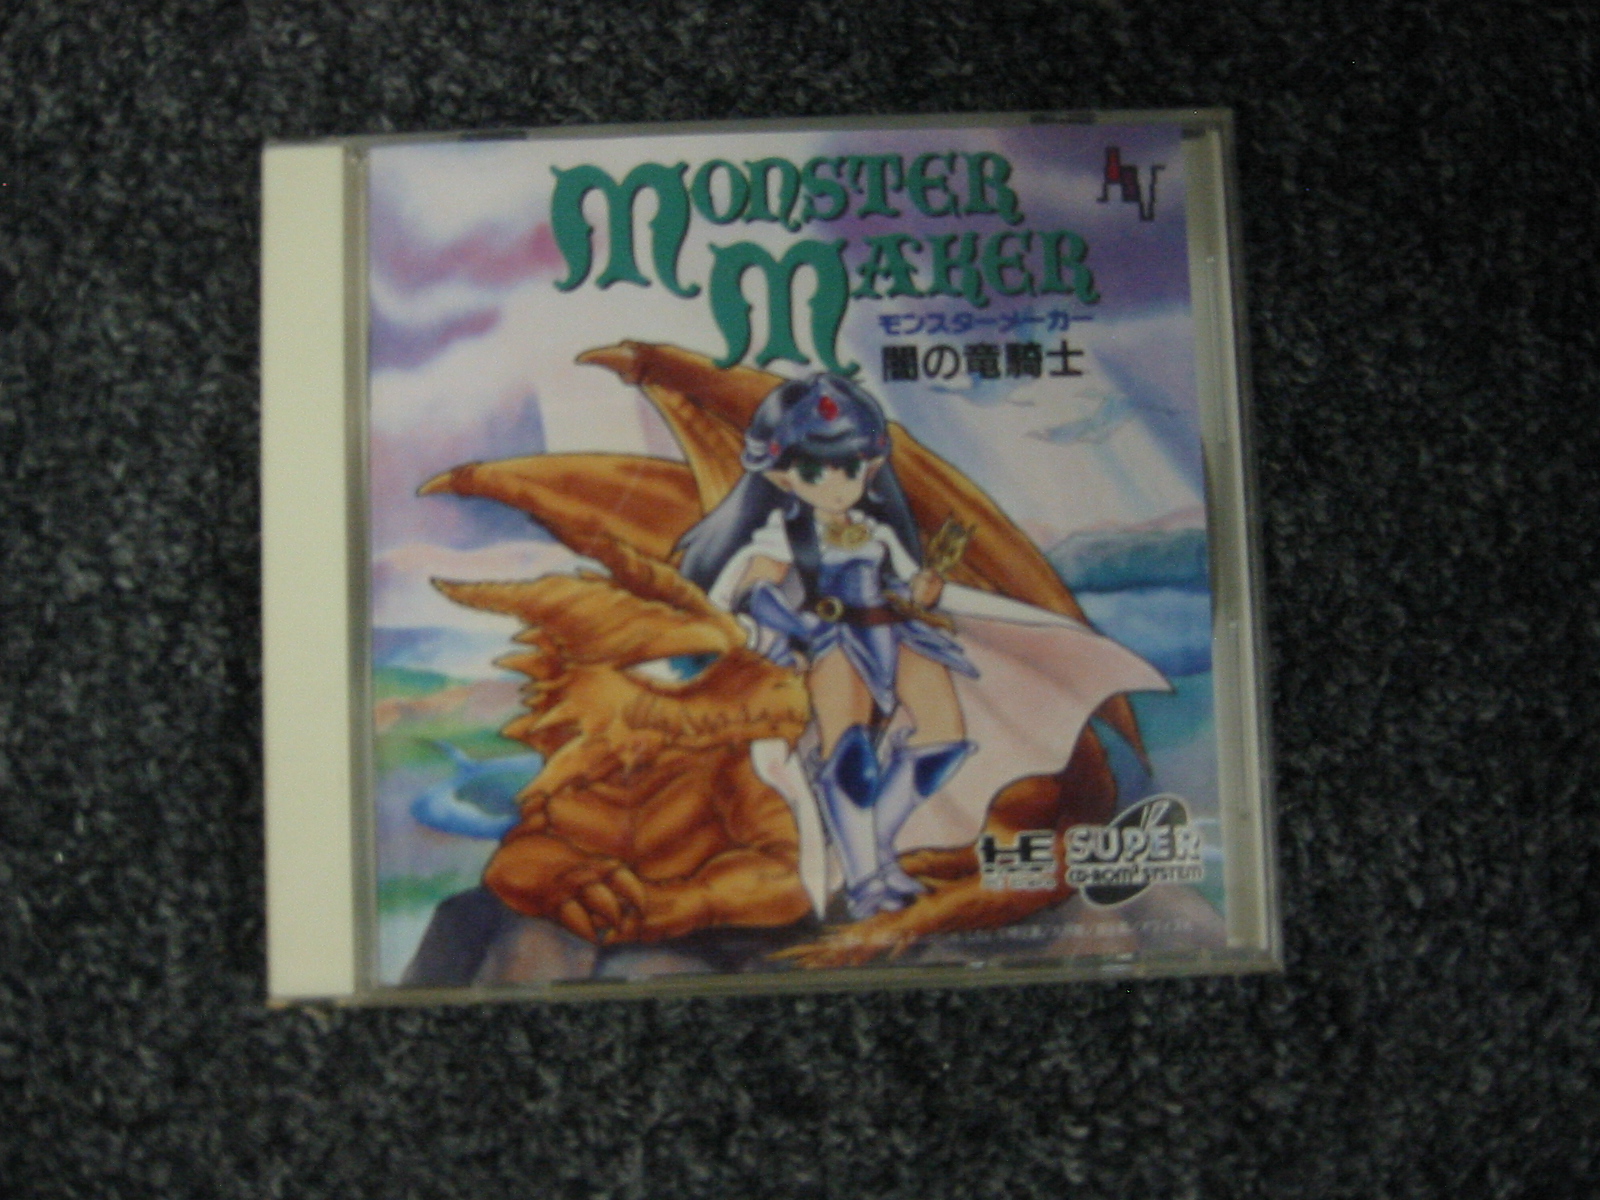 MONSTER
MAKER
モンスターメーカー
闇の竜騎士
HE
SUPER
CD-ROM² SYSTEM